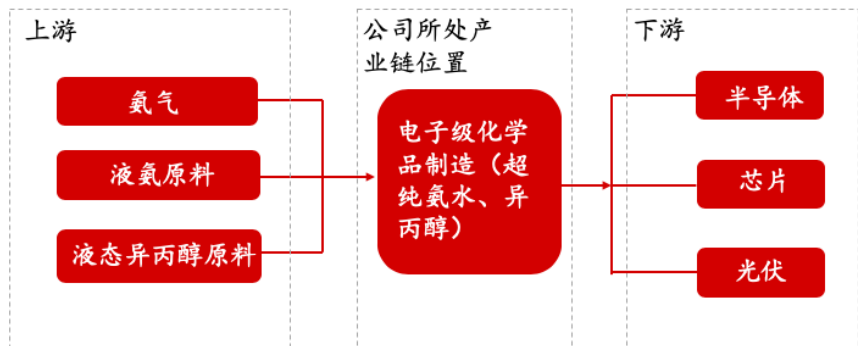 上游
氨气
液氨原料
液态异丙醇原料
公司所处产
业链位置
电子级化学
品制造（超
纯氨水、异
丙醇）
下游
半导体
芯片
光伏